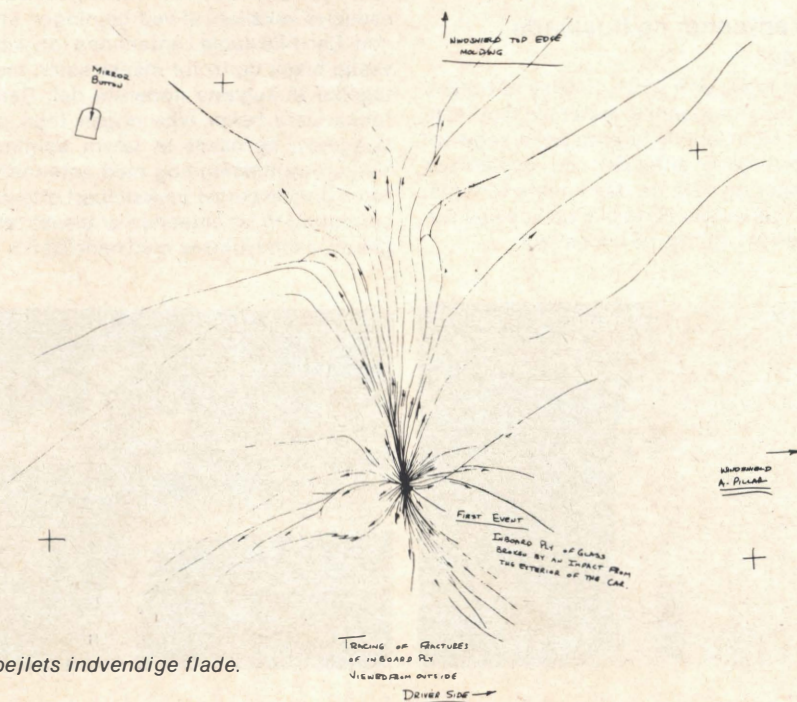 WINDSHIELD TOP EDGE
MOLDING
MIRROR
BUTTON
WINDSHIELD
A-PILLAR
FIRST EVENT
INBOARD PLY OF GLASS
BROKEN BY AN IMPACT FROM
THE EXTERIOR OF THE CAR.
TRACING OF FRACTURES
OF INBOARD PLY
VIEWED FROM OUTSIDE
DRIVER SIDE
pejlets indvendige flade.